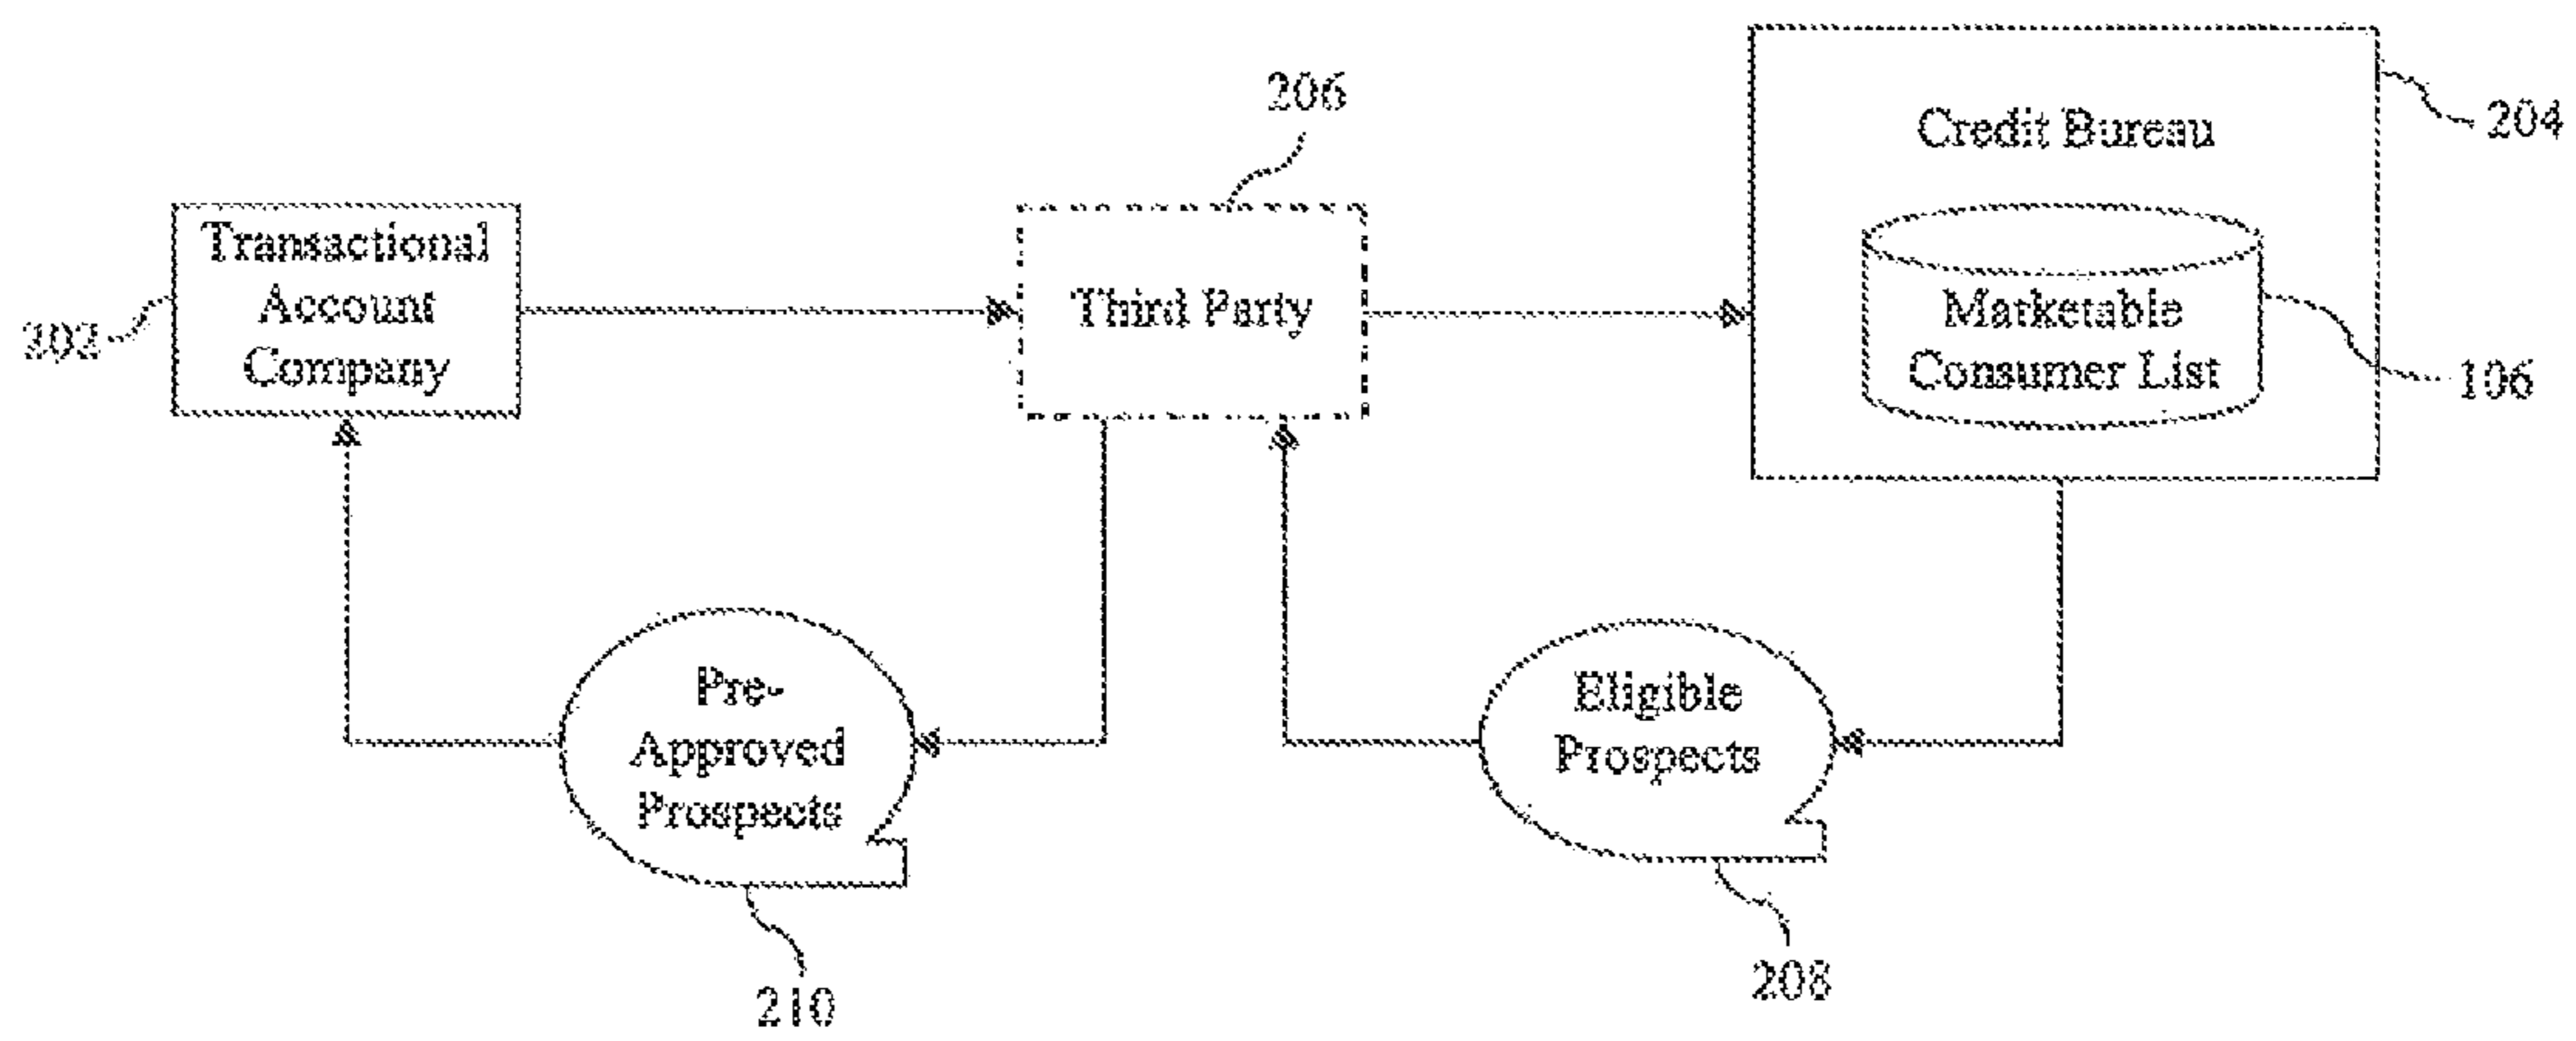 206
Credit Bureau
204
Transactional
Account
Company
202
Third Party
Marketable
Consumer List
106
Pre-
Approved
Prospects
210
Eligible
Prospects
208